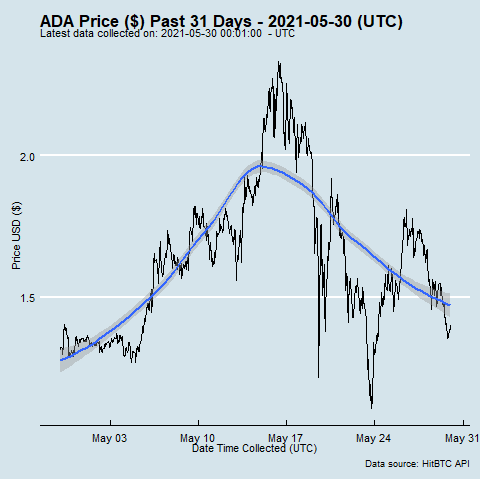 ADA Price ($) Past 31 Days - 2021-05-30 (UTC)
Latest data collected on: 2021-05-30 00:01:00 - UTC
2.0
Price USD ($)
1.5
May 03 May 10 May 17 May 24 May 31
Date Time Collected (UTC)
Data source: HitBTC API